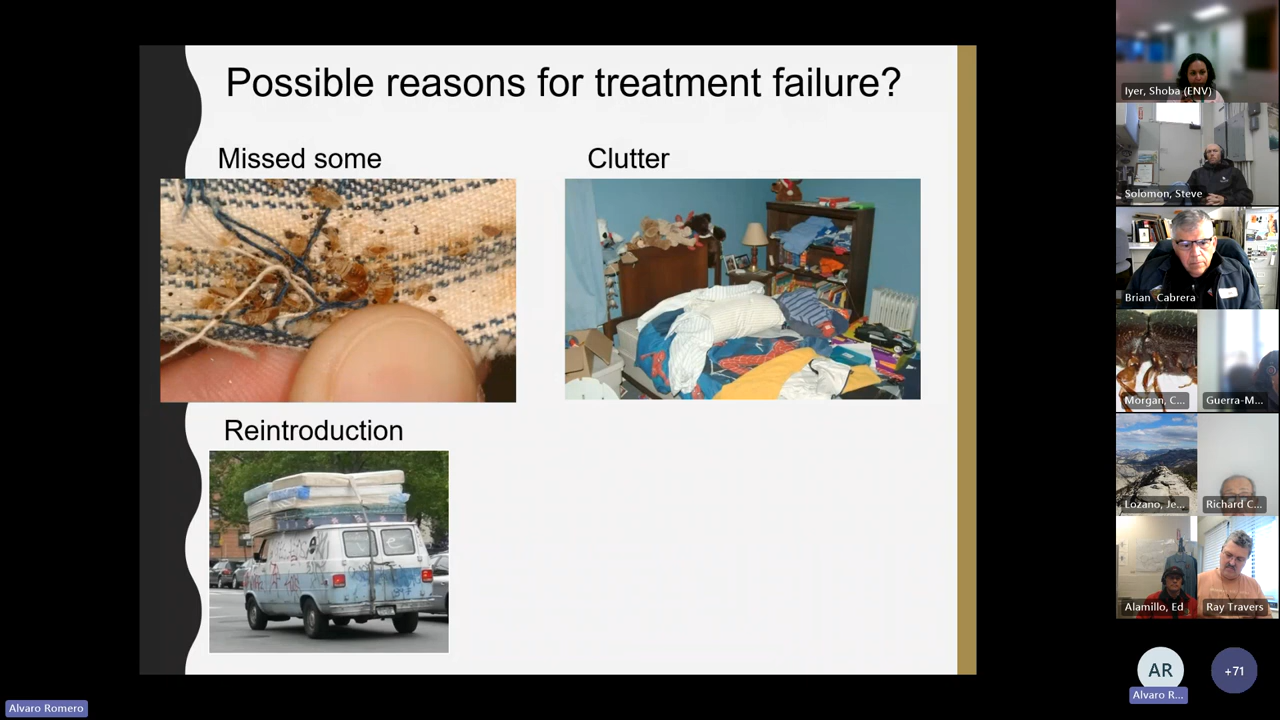 Possible reasons for treatment failure?
Missed some
Clutter
Reintroduction
Iyer, Shoba (ENV)
Solomon, Steve
Brian Cabrera
Morgan, C...
Guerra-M...
Lozano, Je...
Richard C...
Alamillo, Ed
Ray Travers
AR
Alvaro R...
+71
Alvaro Romero